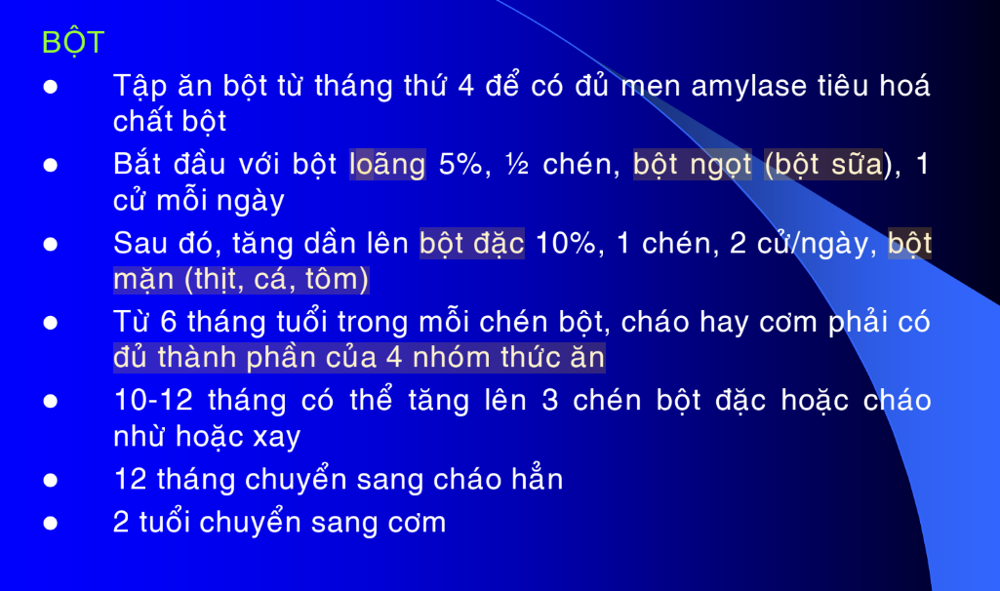 BỘT
● Tập ăn bột từ tháng thứ 4 để có đủ men amylase tiêu hoá
chất bột
● Bắt đầu với bột loãng 5%, ½ chén, bột ngọt (bột sữa), 1
cử mỗi ngày
● Sau đó, tăng dần lên bột đặc 10%, 1 chén, 2 cử/ngày, bột
mặn (thịt, cá, tôm)
● Từ 6 tháng tuổi trong mỗi chén bột, cháo hay cơm phải có
đủ thành phần của 4 nhóm thức ăn
● 10-12 tháng có thể tăng lên 3 chén bột đặc hoặc cháo
nhừ hoặc xay
● 12 tháng chuyển sang cháo hẳn
● 2 tuổi chuyển sang cơm